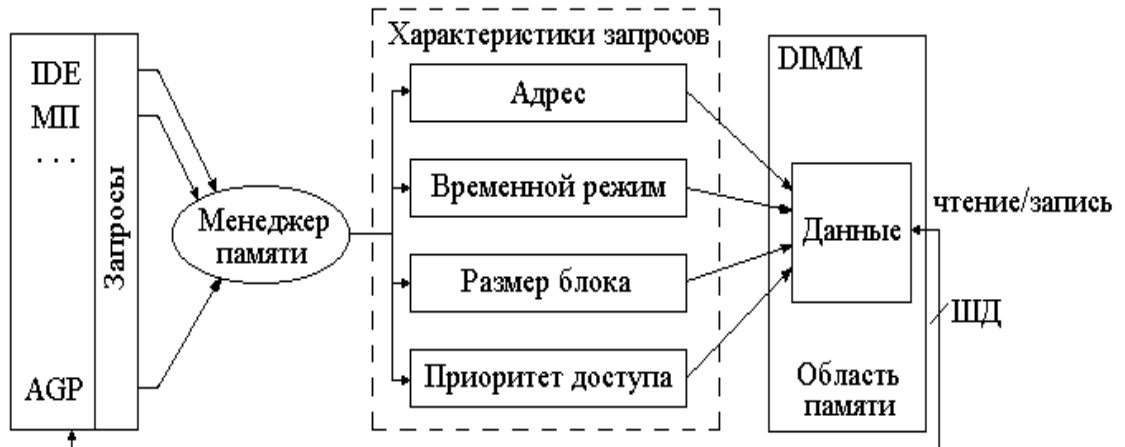 IDE
МП
. . .
AGP
Запросы
Менеджер
памяти
Характеристики запросов
Адрес
Временной режим
Размер блока
Приоритет доступа
DIMM
Данные
Область
памяти
чтение/запись
ШД